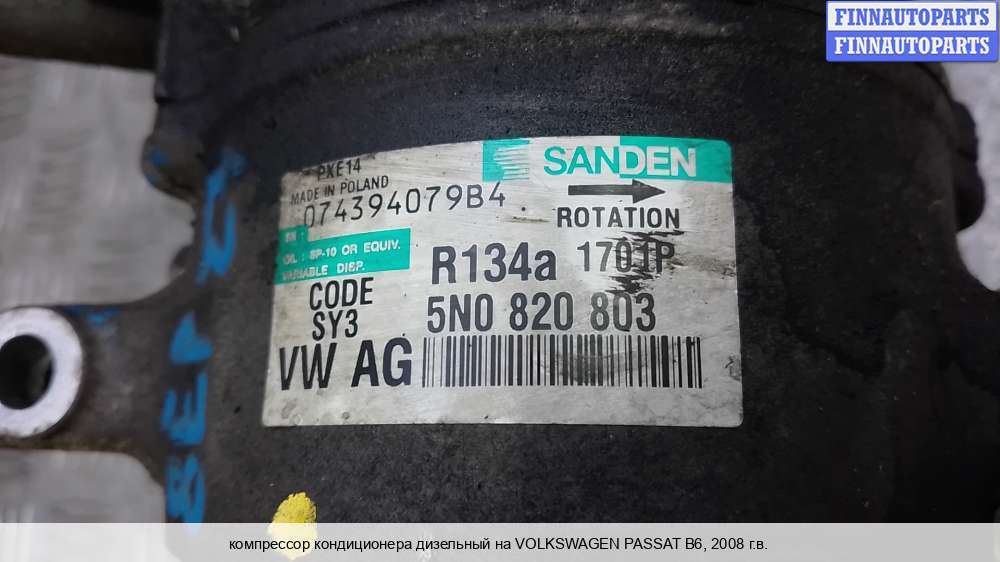 FINNAUTOPARTS
FINNAUTOPARTS
PXE14
MADE IN POLAND
SN :
074394079B4
SANDEN
ROTATION
OIL : SP-10 OR EQUIV.
VARIABLE DISP.
R134a 1701P
CODE
SY3
5N0 820 803
VW AG
компрессор кондиционера дизельный на VOLKSWAGEN PASSAT B6, 2008 г.в.